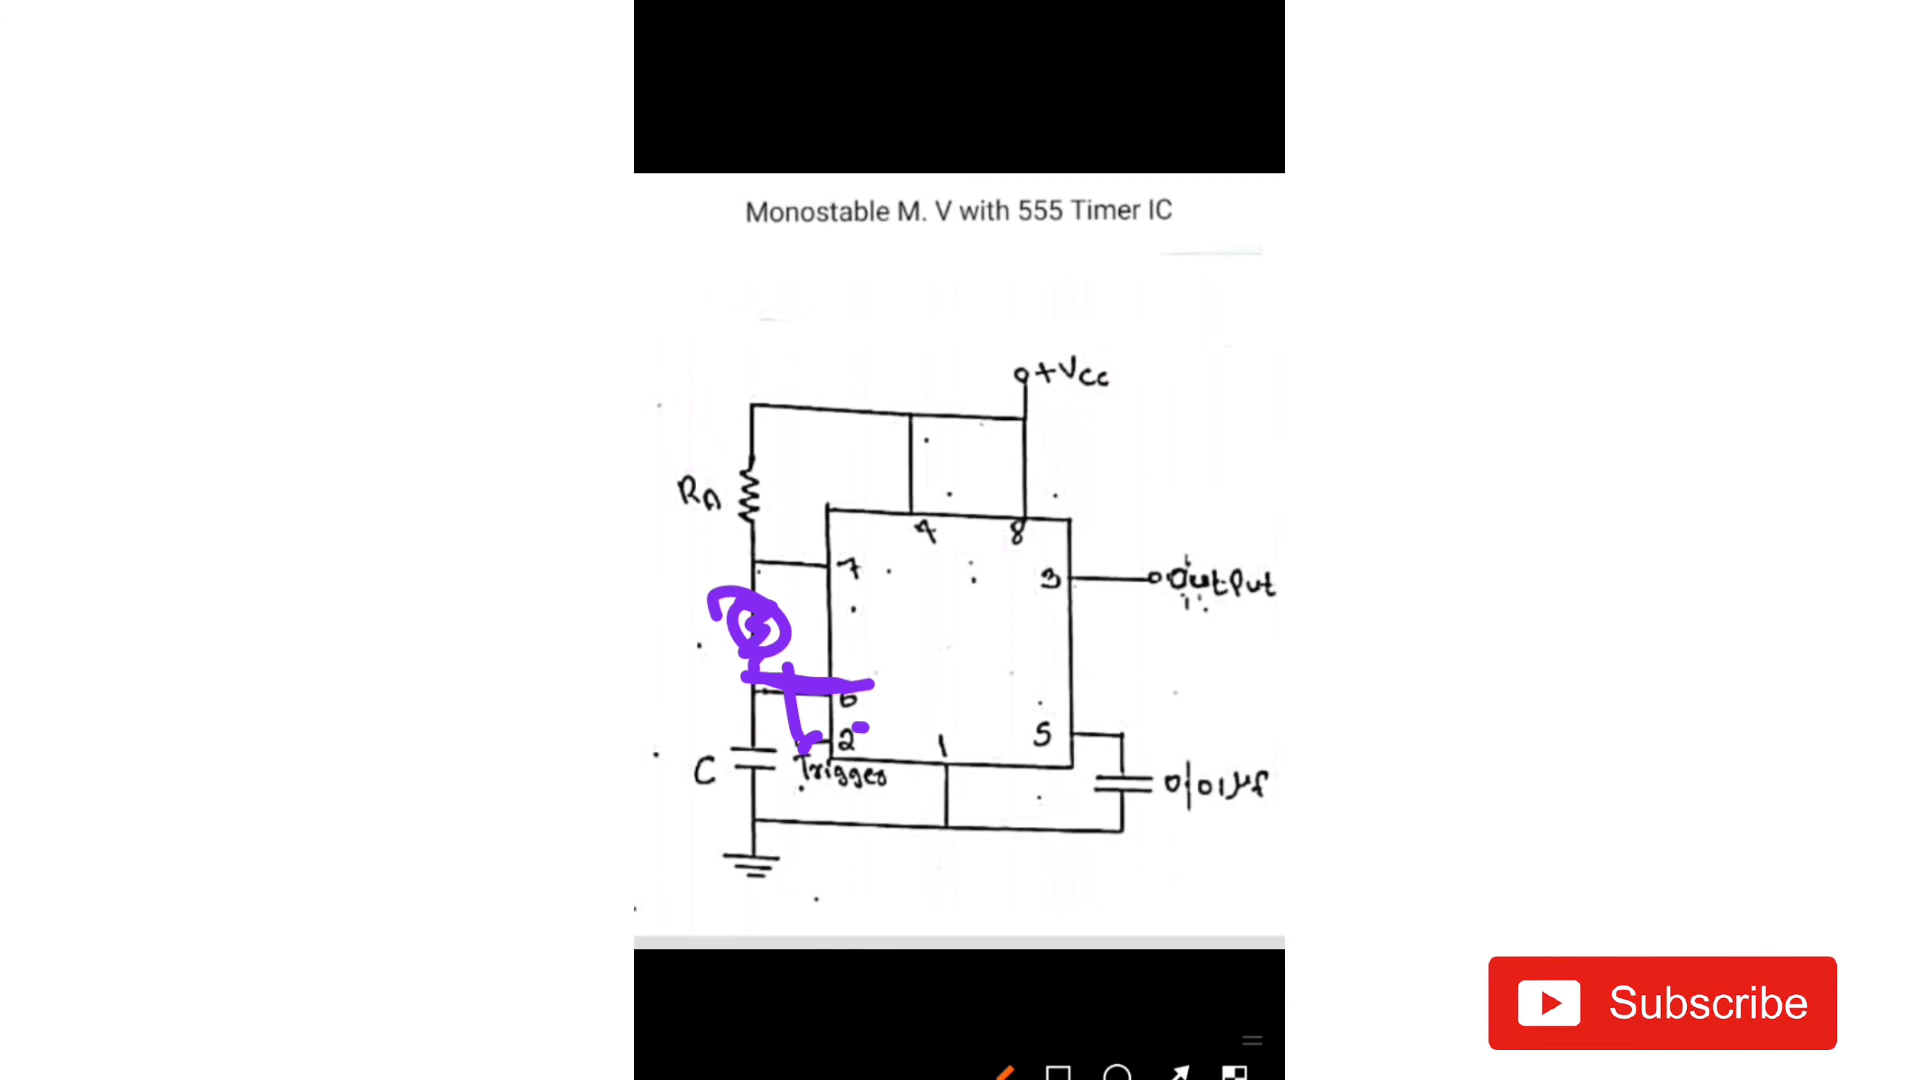 Monostable M. V with 555 Timer IC
+Vcc
RA
4
8
7
3
output
6
2
1
5
C
Trigger
0.01μf
Subscribe